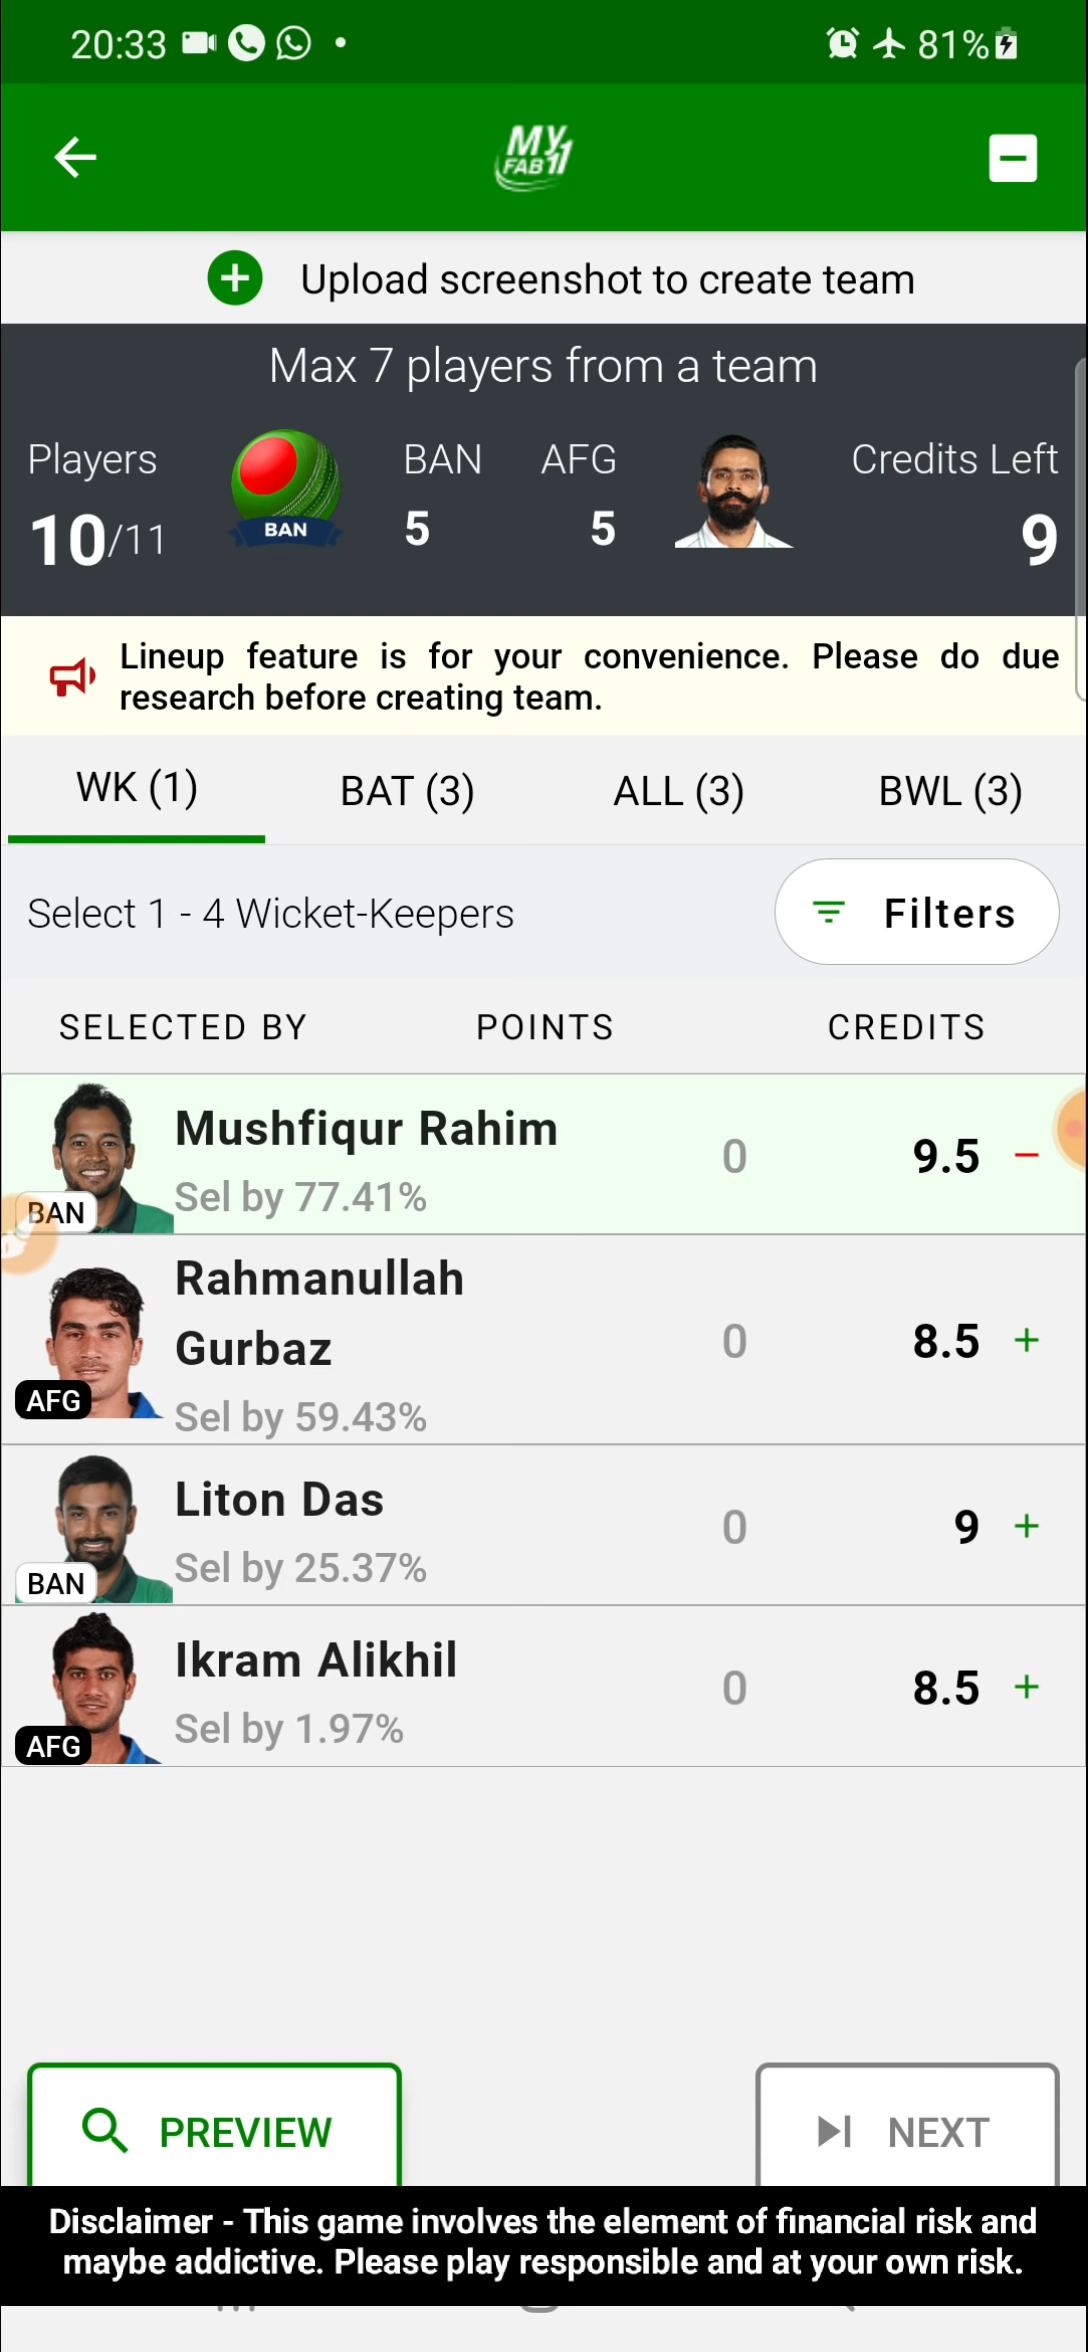 20:33
81%
MY
FAB11
Upload screenshot to create team
Max 7 players from a team
Players BAN AFG Credits Left
10/11 BAN 5 5 9
Lineup feature is for your convenience. Please do due
research before creating team.
WK (1) BAT (3) ALL (3) BWL (3)
Select 1 - 4 Wicket-Keepers Filters
SELECTED BY POINTS CREDITS
Mushfiqur Rahim 0 9.5 −
Sel by 77.41%
BAN
Rahmanullah
Gurbaz 0 8.5 +
AFG
Sel by 59.43%
Liton Das 0 9 +
Sel by 25.37%
BAN
Ikram Alikhil 0 8.5 +
Sel by 1.97%
AFG
PREVIEW NEXT
Disclaimer - This game involves the element of financial risk and
maybe addictive. Please play responsible and at your own risk.